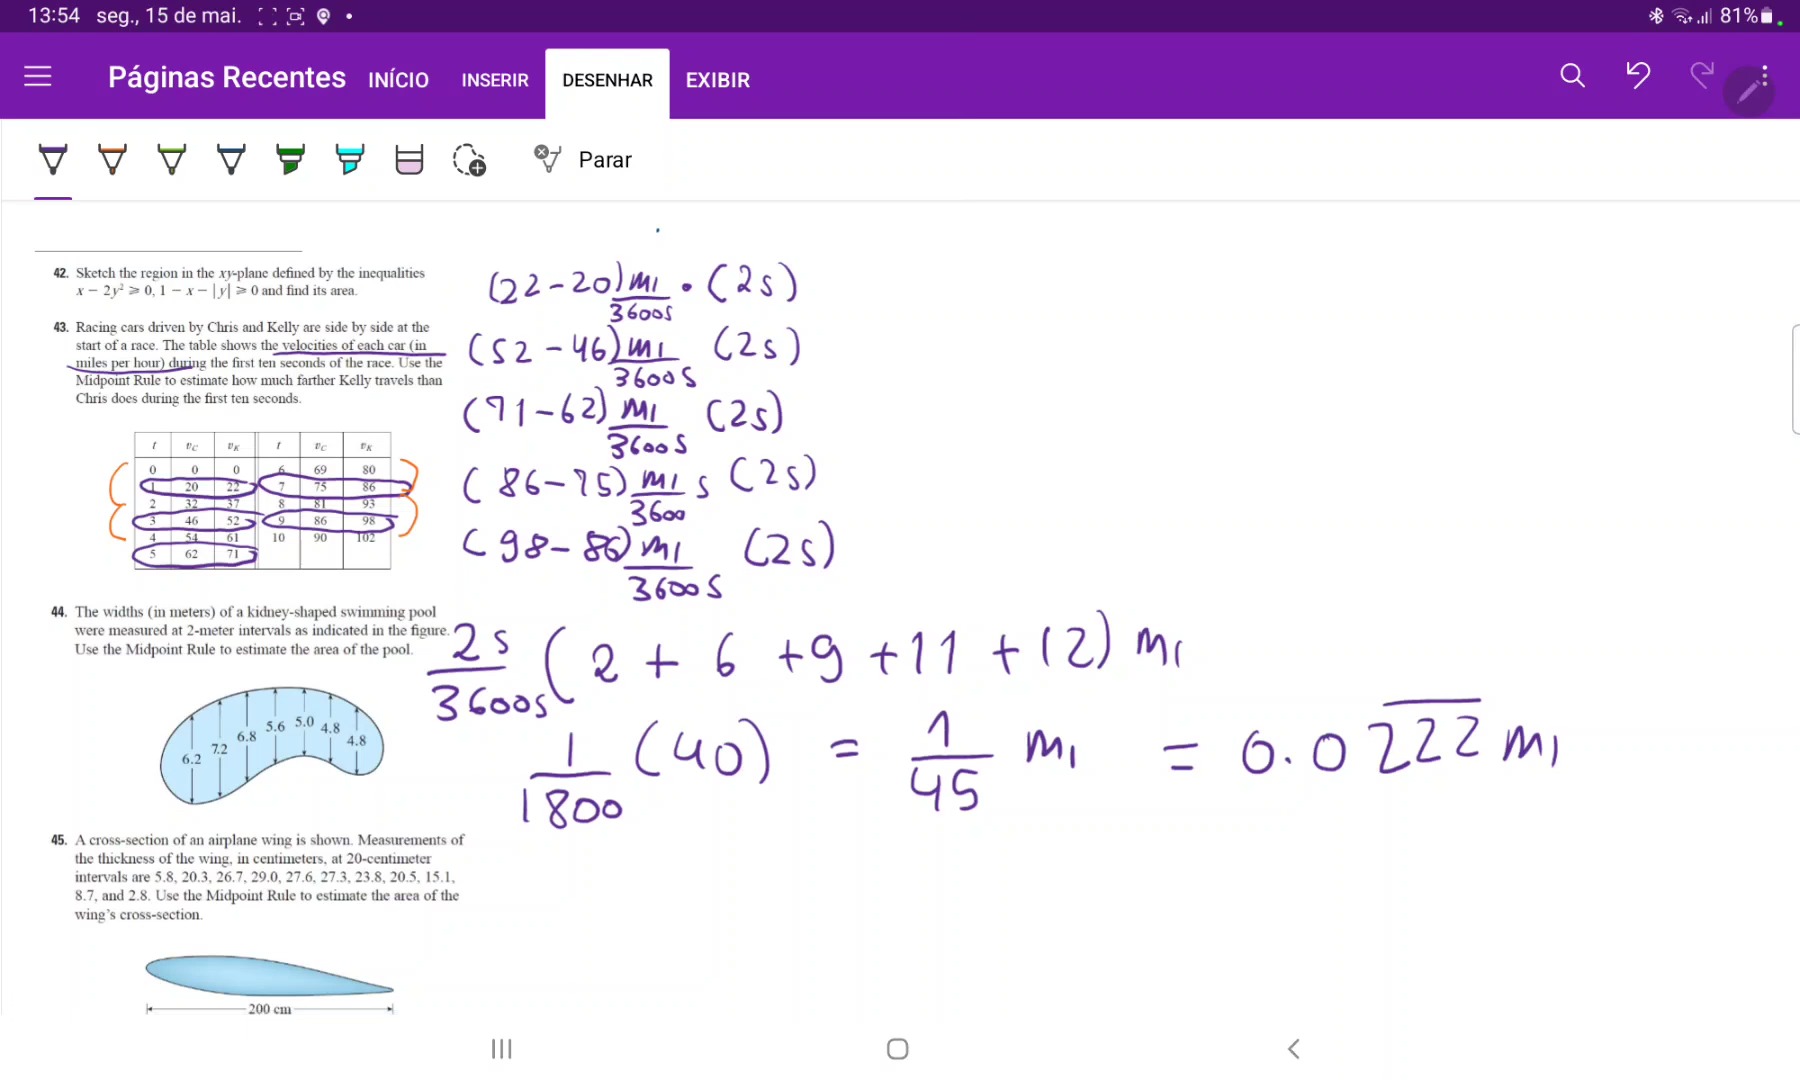 13:54 seg., 15 de mai. 81%
Páginas Recentes INÍCIO INSERIR DESENHAR EXIBIR
Parar
42. Sketch the region in the xy-plane defined by the inequalities
x − 2y² ⩾ 0, 1 − x − |y| ⩾ 0 and find its area.
43. Racing cars driven by Chris and Kelly are side by side at the
start of a race. The table shows the velocities of each car (in
miles per hour) during the first ten seconds of the race. Use the
Midpoint Rule to estimate how much farther Kelly travels than
Chris does during the first ten seconds.
t v_C v_K t v_C v_K
0 0 0 6 69 80
1 20 22 7 75 86
2 32 37 8 81 93
3 46 52 9 86 98
4 54 61 10 90 102
5 62 71
44. The widths (in meters) of a kidney-shaped swimming pool
were measured at 2-meter intervals as indicated in the figure.
Use the Midpoint Rule to estimate the area of the pool.
6.2 7.2 6.8 5.6 5.0 4.8 4.8
45. A cross-section of an airplane wing is shown. Measurements of
the thickness of the wing, in centimeters, at 20-centimeter
intervals are 5.8, 20.3, 26.7, 29.0, 27.6, 27.3, 23.8, 20.5, 15.1,
8.7, and 2.8. Use the Midpoint Rule to estimate the area of the
wing's cross-section.
200 cm
(22-20) mi/3600s · (2s)
(52-46) mi/3600s (2s)
(71-62) mi/3600s (2s)
(86-75) mi/3600 s (2s)
(98-86) mi/3600s (2s)
2s/3600s (2 + 6 + 9 + 11 + 12) mi
1/1800 (40) = 1/45 mi = 0.0222 mi